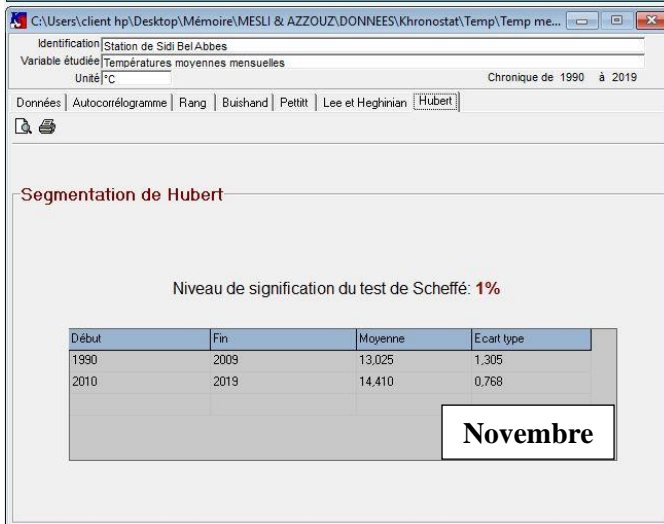 C:\Users\client hp\Desktop\Mémoire\MESLI & AZZOUZ\DONNEES\Khronostat\Temp\Temp me...
Identification Station de Sidi Bel Abbes
Variable étudiée Températures moyennes mensuelles
Unité °C Chronique de 1990 à 2019
Données Autocorrélogramme Rang Buishand Pettitt Lee et Heghinian Hubert
Segmentation de Hubert
Niveau de signification du test de Scheffé: 1%
Début Fin Moyenne Ecart type
1990 2009 13,025 1,305
2010 2019 14,410 0,768
Novembre